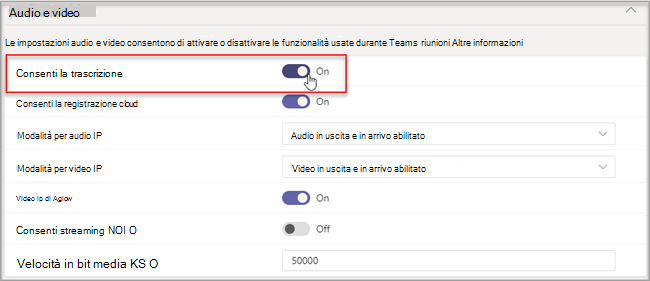 Audio e video
Le impostazioni audio e video consentono di attivare o disattivare le funzionalità usate durante Teams riunioni Altre informazioni
Consenti la trascrizione On
Consenti la registrazione cloud On
Modalità per audio IP Audio in uscita e in arrivo abilitato
Modalità per video IP Video in uscita e in arrivo abilitato
Video Ip di Aglow On
Consenti streaming NOI O Off
Velocità in bit media KS O 50000